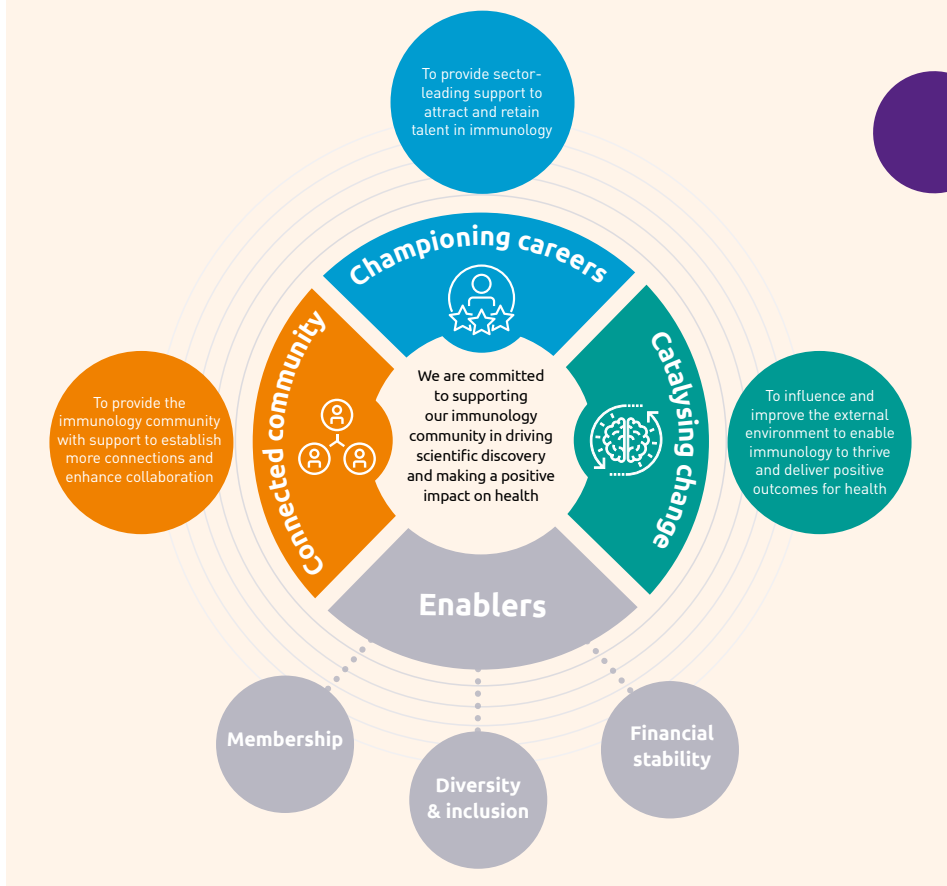 To provide sector-
leading support to
attract and retain
talent in immunology
Championing careers
Connected community
Catalysing change
We are committed
to supporting
our immunology
community in driving
scientific discovery
and making a positive
impact on health
To provide the
immunology community
with support to establish
more connections and
enhance collaboration
To influence and
improve the external
environment to enable
immunology to thrive
and deliver positive
outcomes for health
Enablers
Membership
Diversity
& inclusion
Financial
stability